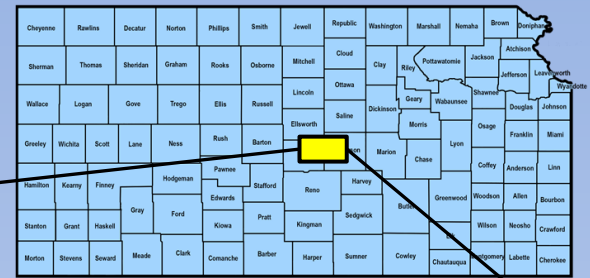 Cheyenne Rawlins Decatur Norton Phillips Smith Jewell Republic Washington Marshall Nemaha Brown Doniphan
Sherman Thomas Sheridan Graham Rooks Osborne Mitchell Cloud Clay Riley Pottawatomie Jackson Atchison
Jefferson Leavenworth
Wyandotte
Wallace Logan Gove Trego Ellis Russell Lincoln Ottawa Dickinson Geary Wabaunsee Shawnee Douglas Johnson
Ellsworth Saline Morris Osage Franklin Miami
Greeley Wichita Scott Lane Ness Rush Barton Marion Chase Lyon
Hamilton Kearny Finney Hodgeman Pawnee Stafford Reno Harvey Coffey Anderson Linn
Gray Ford Edwards Pratt Sedgwick Butler Greenwood Woodson Allen Bourbon
Stanton Grant Haskell Kiowa Kingman Wilson Neosho Crawford
Morton Stevens Seward Meade Clark Comanche Barber Harper Sumner Cowley Chautauqua Labette Cherokee